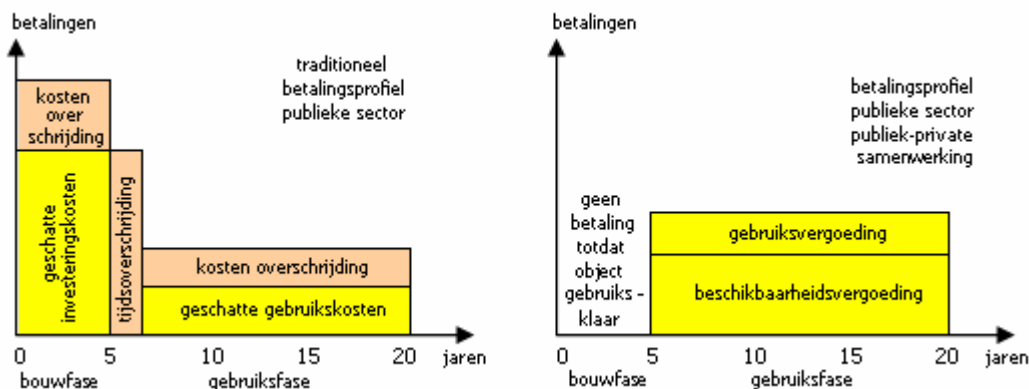 betalingen
traditioneel
betalingsprofiel
publieke sector
kosten
over
schrijding
geschatte
investeringskosten
tijdsoverschrijding
kosten overschrijding
geschatte gebruikskosten
0 5 10 15 20 jaren
bouwfase gebruiksfase
betalingen
betalingsprofiel
publieke sector
publiek-private
samenwerking
geen
betaling
totdat
object
gebruiks -
klaar
gebruiksvergoeding
beschikbaarheidsvergoeding
0 5 10 15 20 jaren
bouwfase gebruiksfase